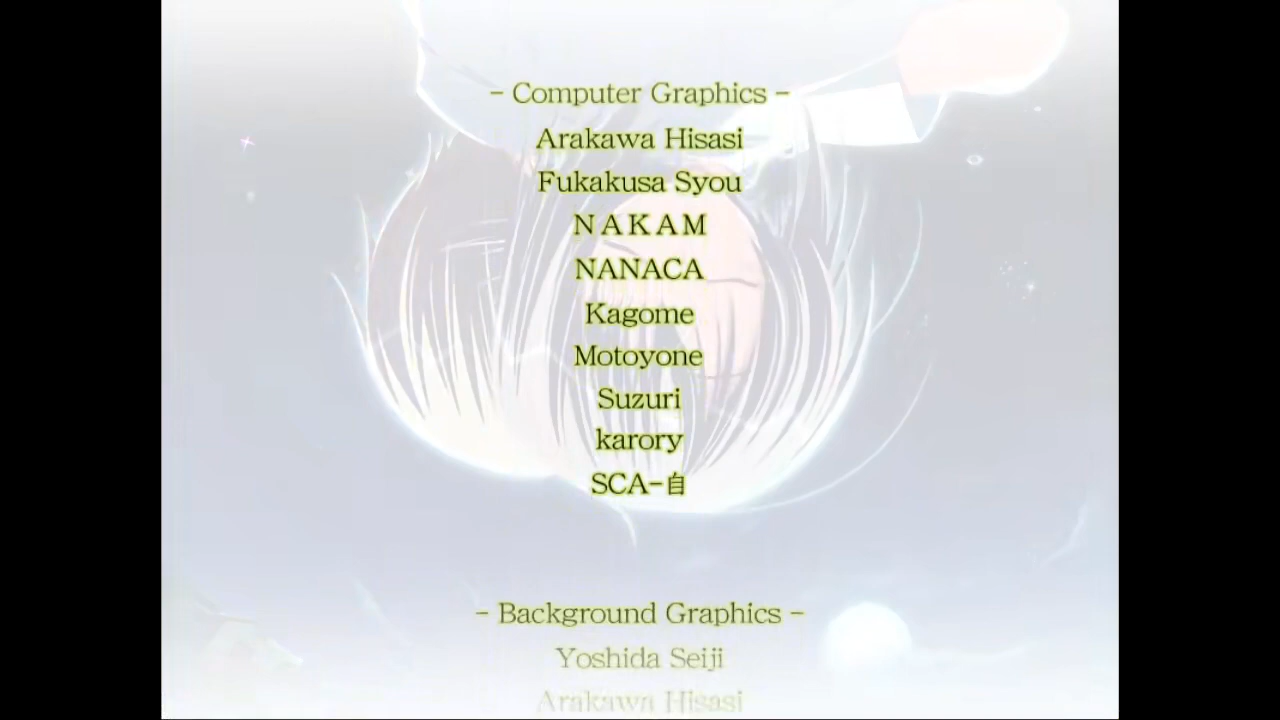 - Computer Graphics -
Arakawa Hisasi
Fukakusa Syou
NAKAM
NANACA
Kagome
Motoyone
Suzuri
karory
SCA-自
- Background Graphics -
Yoshida Seiji
Arakawa Hisasi